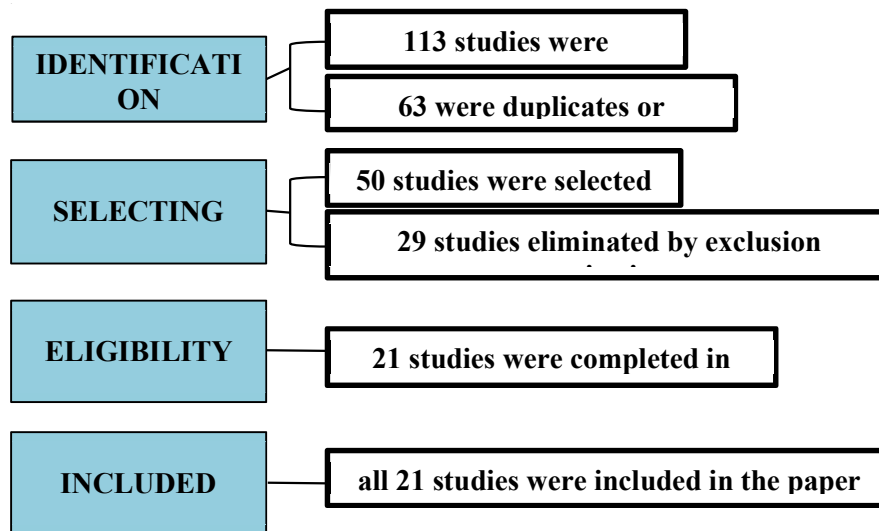 IDENTIFICATI
ON
113 studies were
63 were duplicates or
SELECTING
50 studies were selected
29 studies eliminated by exclusion
ELIGIBILITY
21 studies were completed in
INCLUDED
all 21 studies were included in the paper